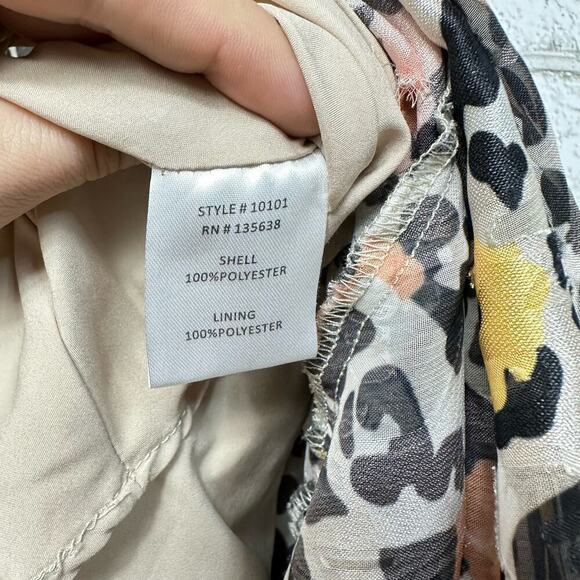 STYLE # 10101
RN # 135638
SHELL
100%POLYESTER
LINING
100%POLYESTER